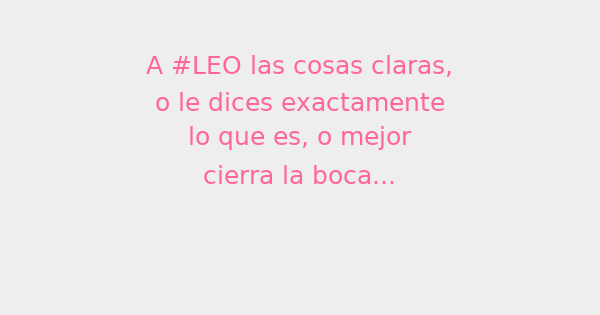 A #LEO las cosas claras,
o le dices exactamente
lo que es, o mejor
cierra la boca...